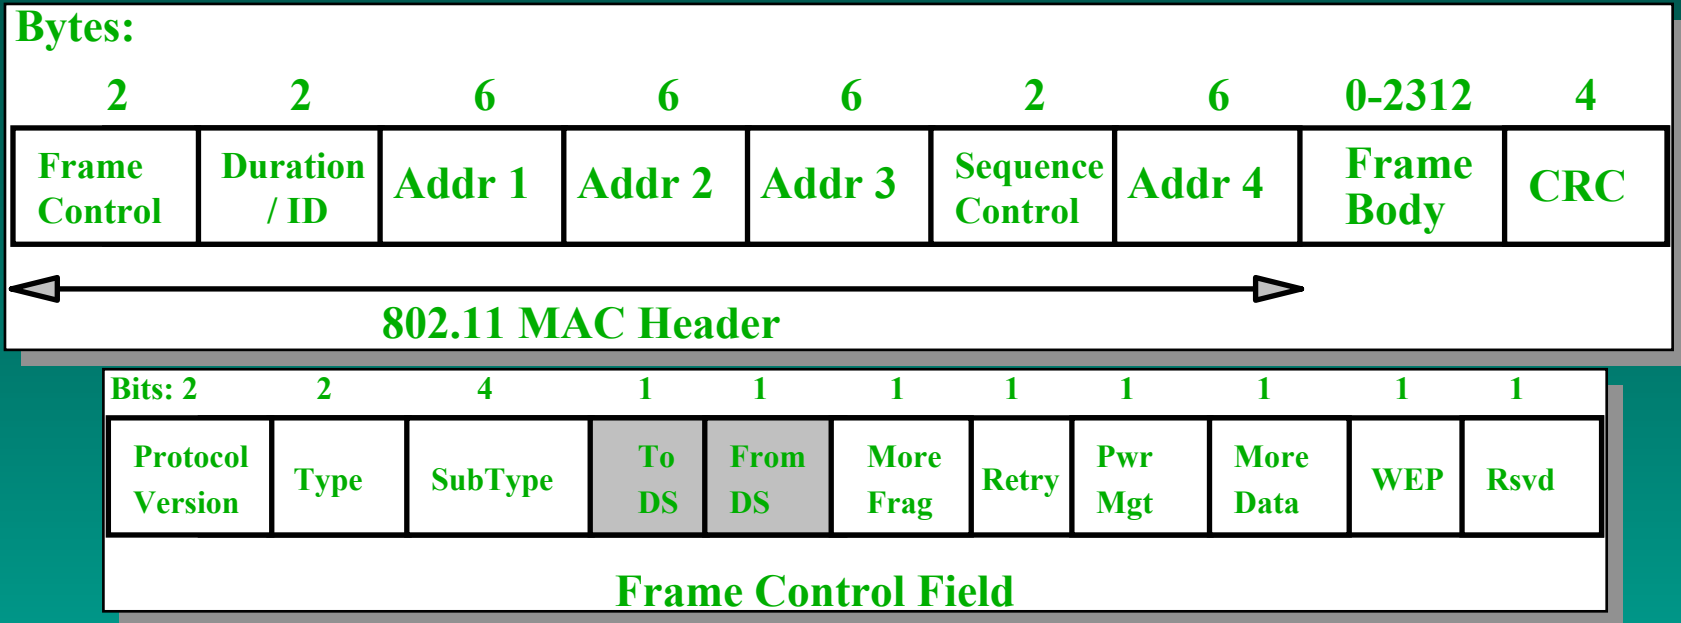 Bytes:
2 2 6 6 6 2 6 0-2312 4
Frame Control
Duration / ID
Addr 1
Addr 2
Addr 3
Sequence Control
Addr 4
Frame Body
CRC
802.11 MAC Header
Bits: 2 2 4 1 1 1 1 1 1 1 1
Protocol Version
Type
SubType
To DS
From DS
More Frag
Retry
Pwr Mgt
More Data
WEP
Rsvd
Frame Control Field